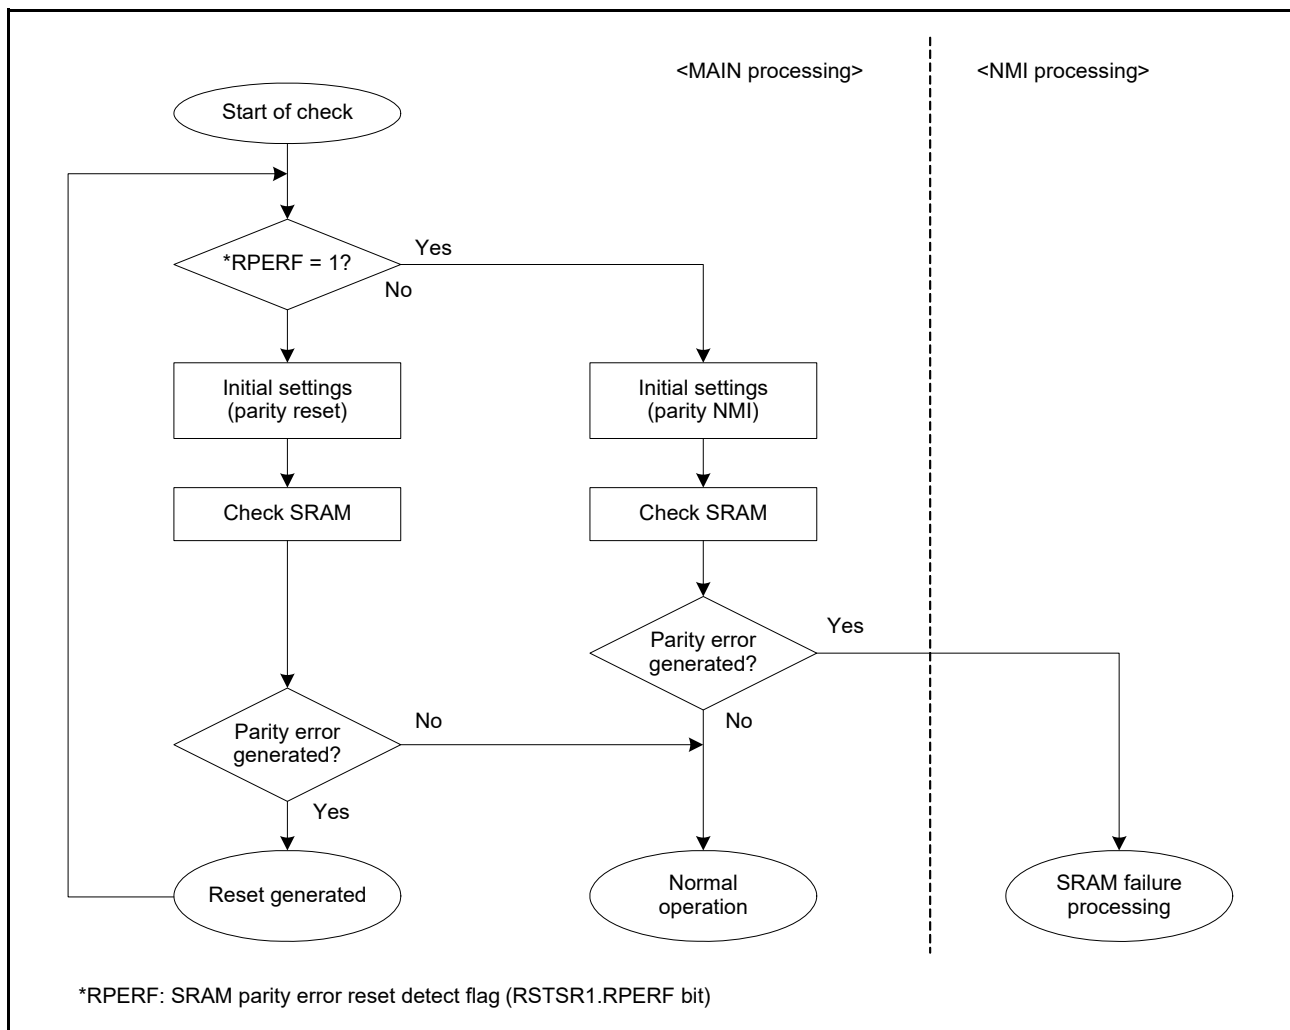 <MAIN processing>
<NMI processing>
Start of check
*RPERF = 1?
Yes
No
Initial settings
(parity reset)
Initial settings
(parity NMI)
Check SRAM
Check SRAM
Parity error
generated?
Yes
No
Parity error
generated?
No
Yes
Reset generated
Normal
operation
SRAM failure
processing
*RPERF: SRAM parity error reset detect flag (RSTSR1.RPERF bit)